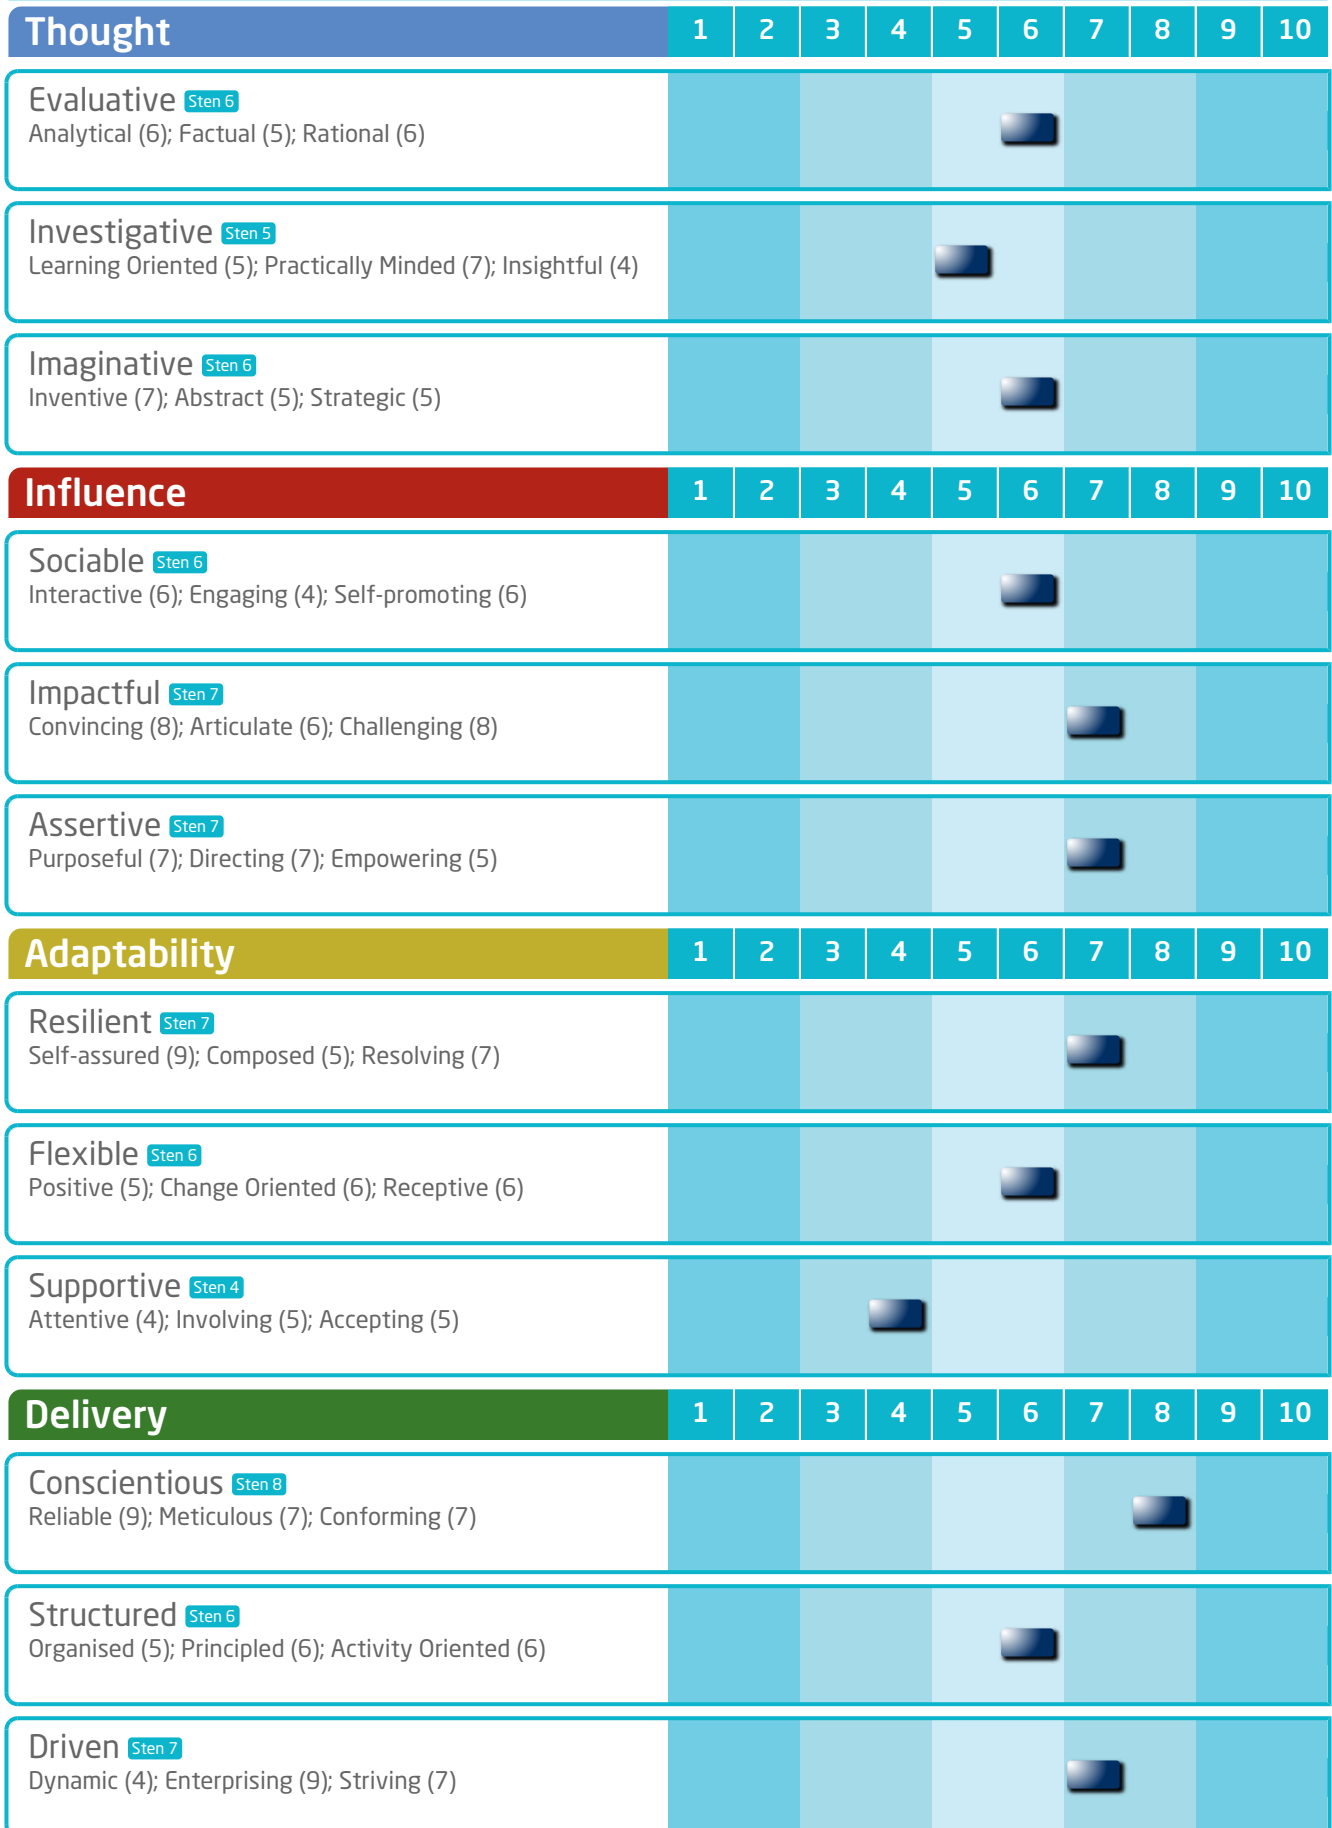 Thought 1 2 3 4 5 6 7 8 9 10
Evaluative Sten 6
Analytical (6); Factual (5); Rational (6)
Investigative Sten 5
Learning Oriented (5); Practically Minded (7); Insightful (4)
Imaginative Sten 6
Inventive (7); Abstract (5); Strategic (5)
Influence 1 2 3 4 5 6 7 8 9 10
Sociable Sten 6
Interactive (6); Engaging (4); Self-promoting (6)
Impactful Sten 7
Convincing (8); Articulate (6); Challenging (8)
Assertive Sten 7
Purposeful (7); Directing (7); Empowering (5)
Adaptability 1 2 3 4 5 6 7 8 9 10
Resilient Sten 7
Self-assured (9); Composed (5); Resolving (7)
Flexible Sten 6
Positive (5); Change Oriented (6); Receptive (6)
Supportive Sten 4
Attentive (4); Involving (5); Accepting (5)
Delivery 1 2 3 4 5 6 7 8 9 10
Conscientious Sten 8
Reliable (9); Meticulous (7); Conforming (7)
Structured Sten 6
Organised (5); Principled (6); Activity Oriented (6)
Driven Sten 7
Dynamic (4); Enterprising (9); Striving (7)